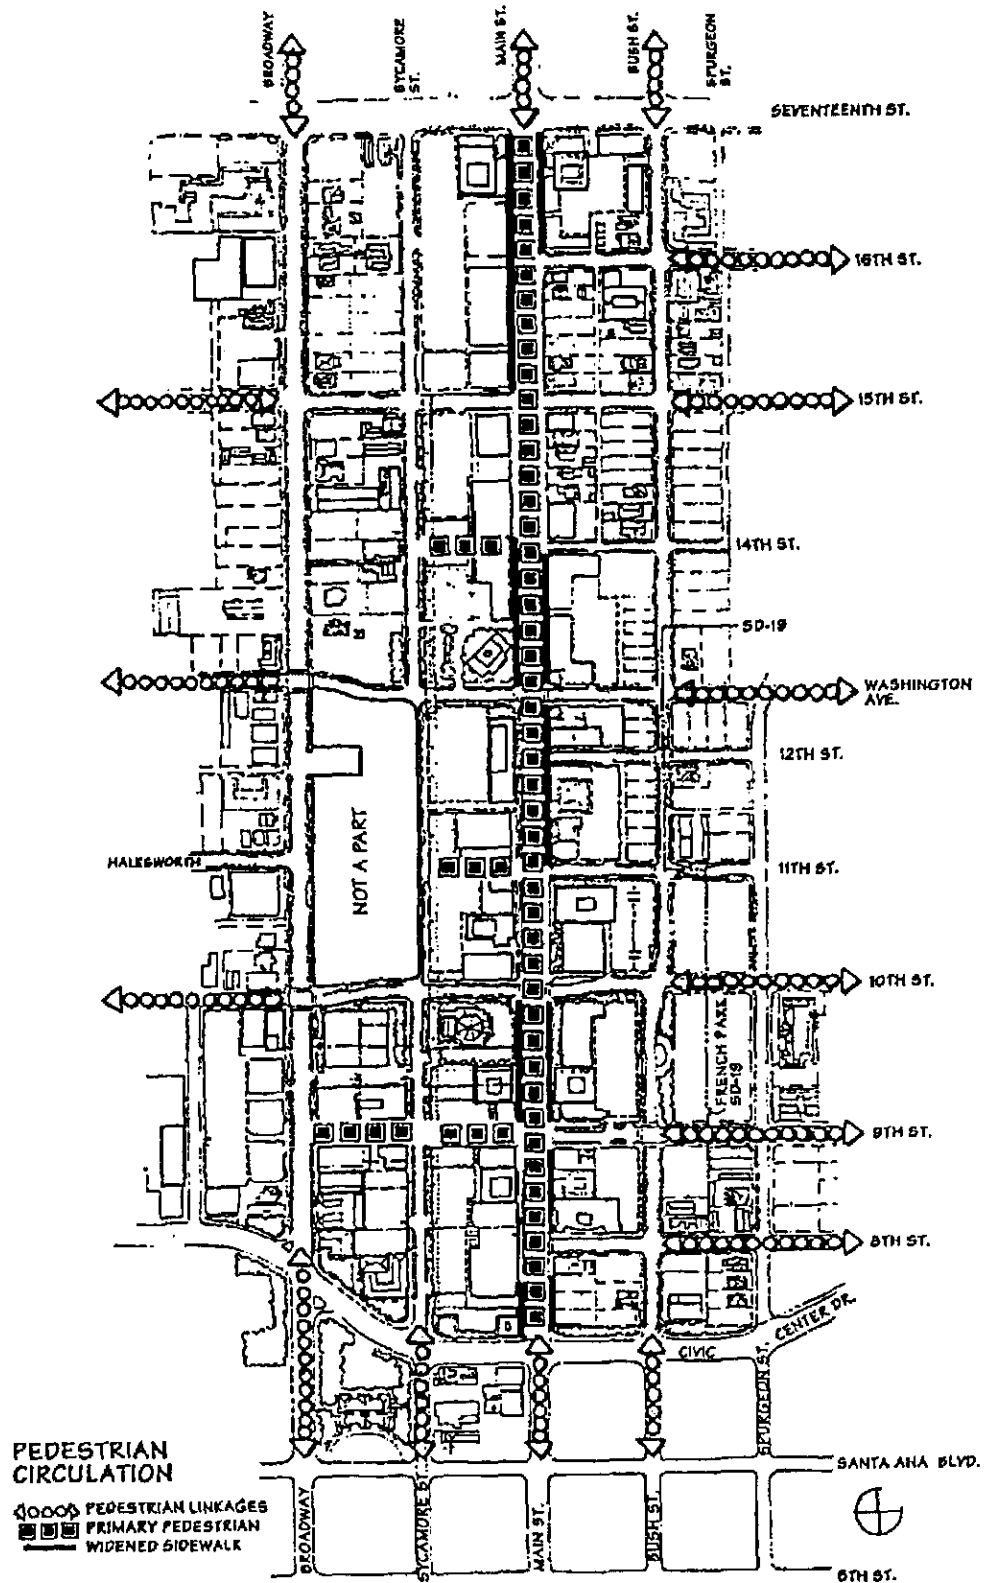 BROADWAY
SYCAMORE ST.
MAIN ST.
BUSH ST.
SPURGEON ST.
SEVENTEENTH ST.
16TH ST.
15TH ST.
14TH ST.
SD-19
WASHINGTON AVE.
12TH ST.
NOT A PART
HALESWORTH
11TH ST.
10TH ST.
FRENCH PARK
SD-19
9TH ST.
8TH ST.
CENTER DR.
CIVIC
SPURGEON ST.
PEDESTRIAN
CIRCULATION
PEDESTRIAN LINKAGES
PRIMARY PEDESTRIAN
WIDENED SIDEWALK
SANTA ANA BLVD.
BROADWAY
SYCAMORE ST.
MAIN ST.
BUSH ST.
6TH ST.